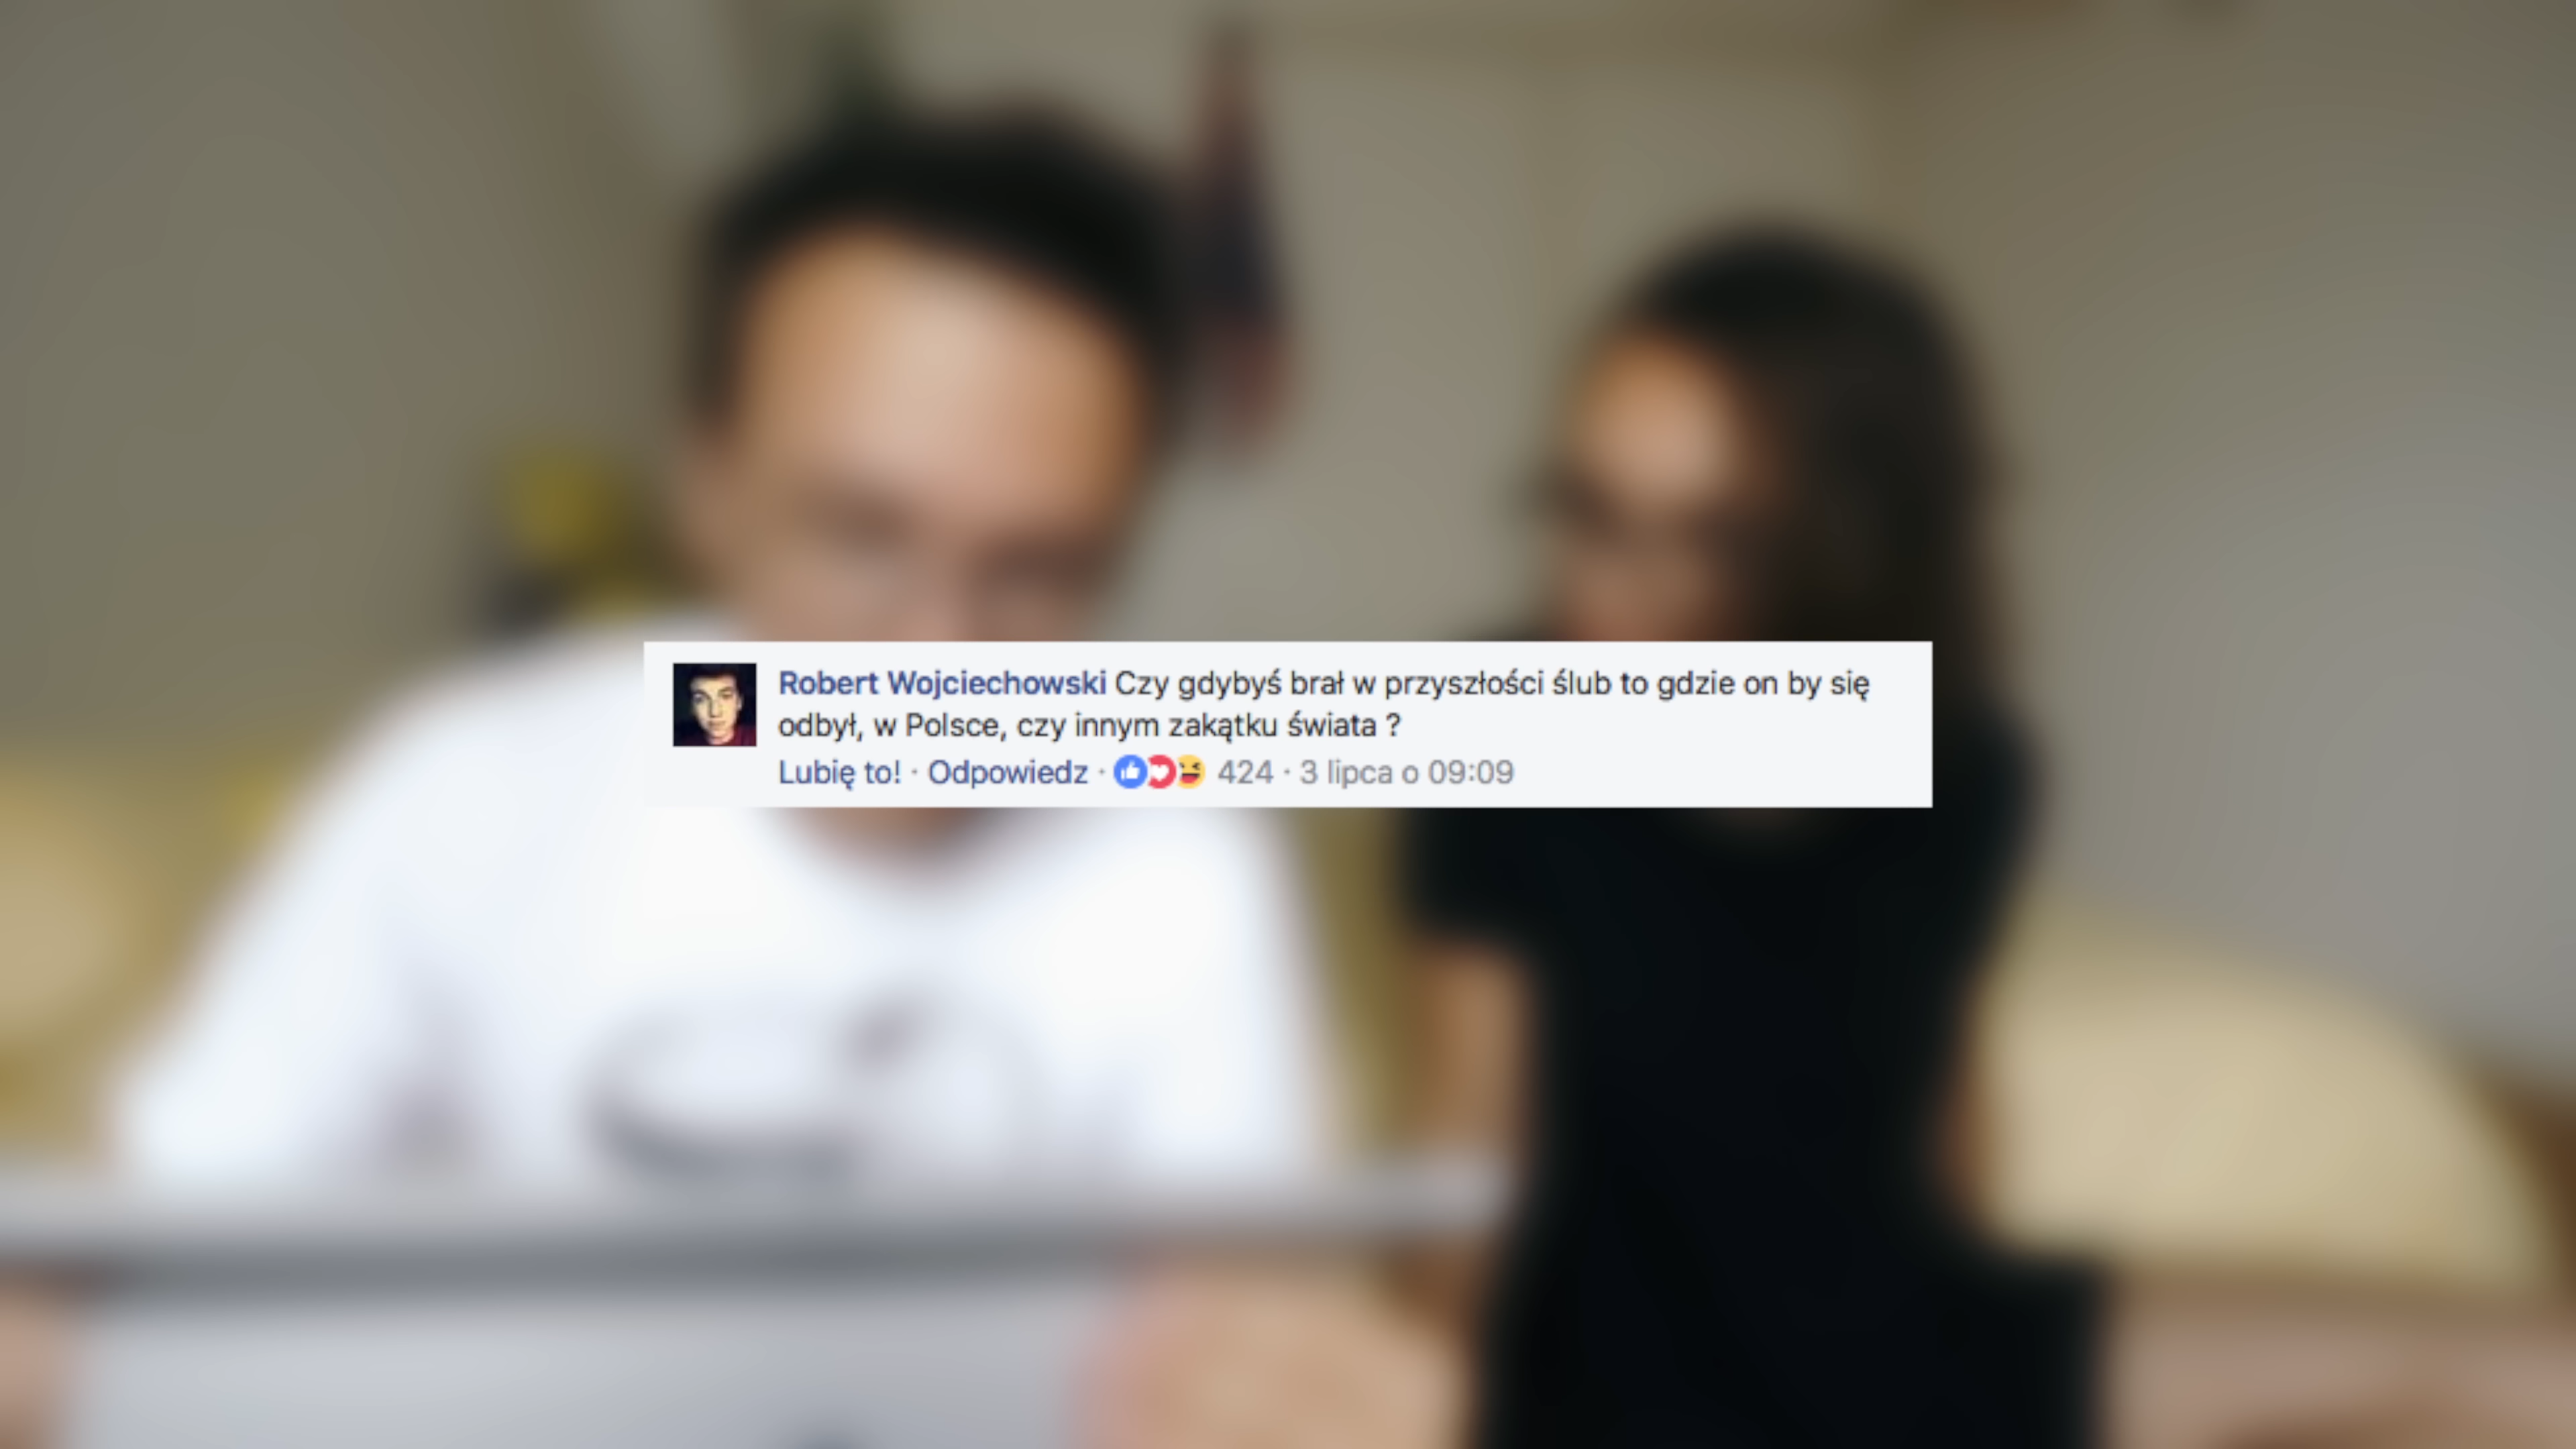 Robert Wojciechowski Czy gdybyś brał w przyszłości ślub to gdzie on by się
odbył, w Polsce, czy innym zakątku świata ?
Lubię to! · Odpowiedz · 424 · 3 lipca o 09:09